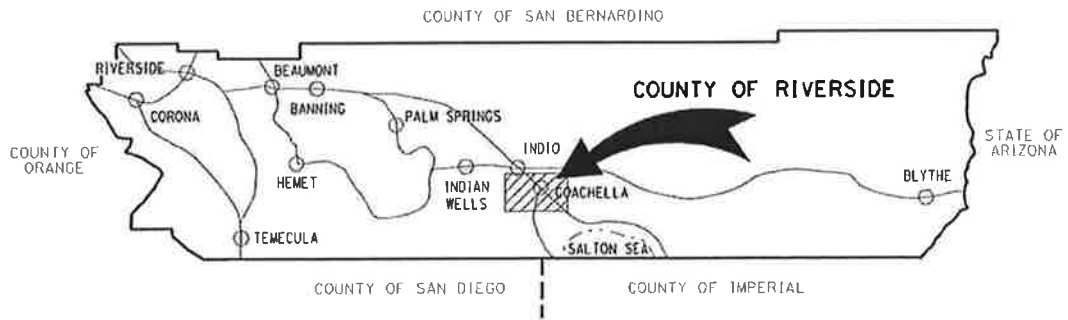 COUNTY OF SAN BERNARDINO
RIVERSIDE
BEAUMONT
COUNTY OF RIVERSIDE
CORONA
BANNING
PALM SPRINGS
STATE OF
ARIZONA
COUNTY OF
ORANGE
INDIO
HEMET
INDIAN
WELLS
COACHELLA
BLYTHE
TEMECULA
SALTON SEA
COUNTY OF SAN DIEGO
COUNTY OF IMPERIAL